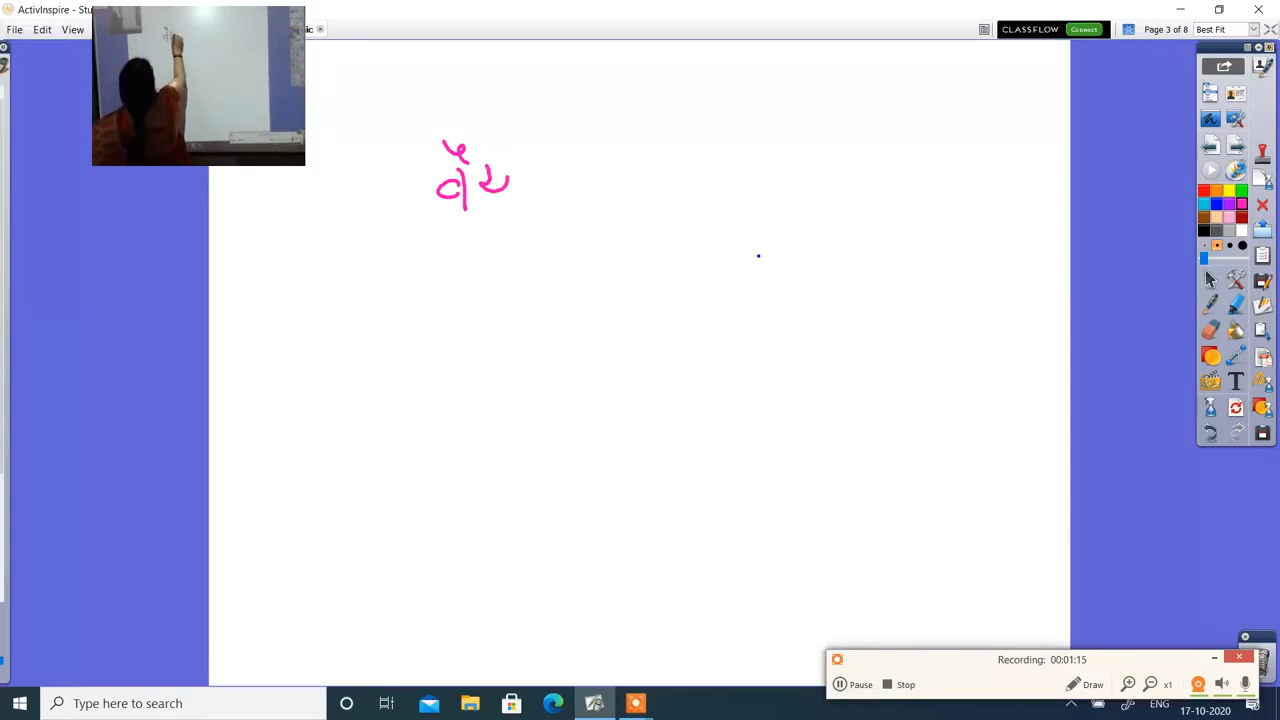 ActivInspire - Stu
File Edit View
ic
CLASSFLOW Connect
Page 3 of 8
Best Fit
T
Recording: 00:01:15
Pause Stop
Draw
x1
Type here to search
ENG
17-10-2020